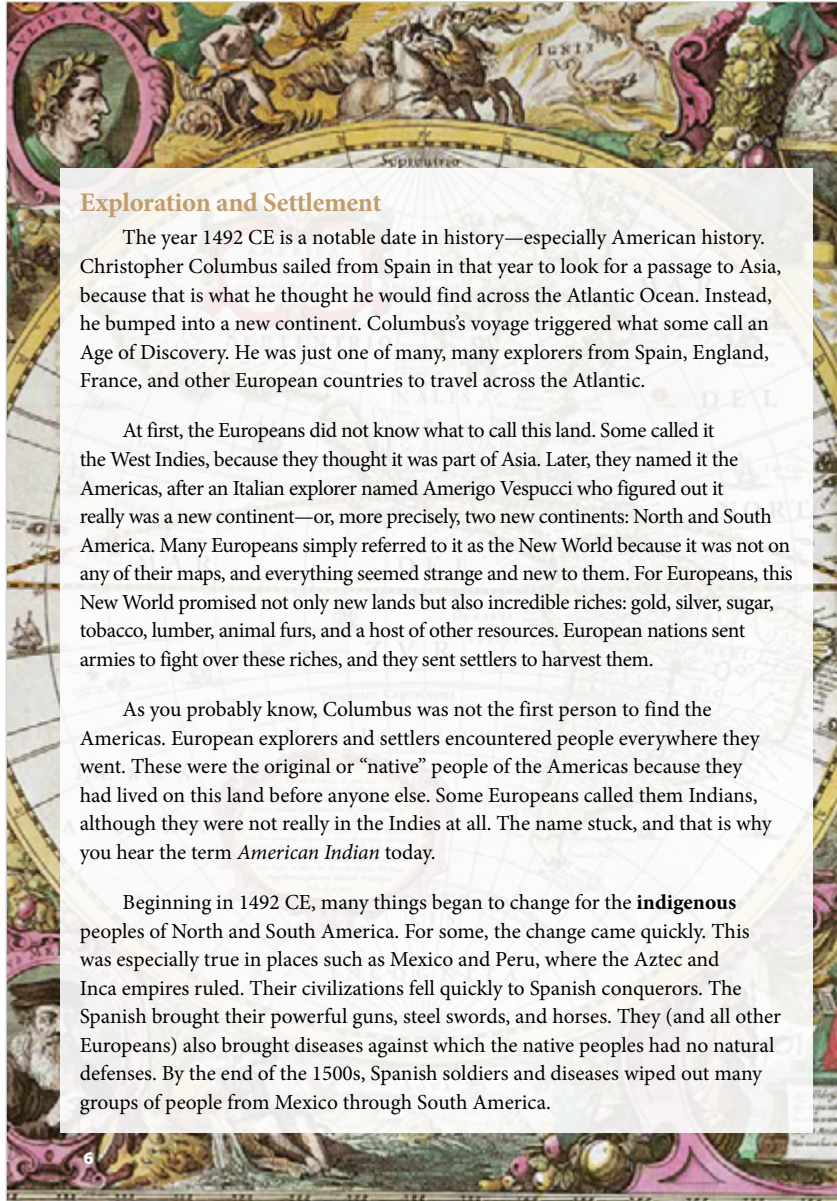 IVLIVS CÆSAR
IGNIS
Septentrio
Exploration and Settlement
The year 1492 CE is a notable date in history—especially American history.
Christopher Columbus sailed from Spain in that year to look for a passage to Asia,
because that is what he thought he would find across the Atlantic Ocean. Instead,
he bumped into a new continent. Columbus’s voyage triggered what some call an
Age of Discovery. He was just one of many, many explorers from Spain, England,
France, and other European countries to travel across the Atlantic.
At first, the Europeans did not know what to call this land. Some called it
the West Indies, because they thought it was part of Asia. Later, they named it the
Americas, after an Italian explorer named Amerigo Vespucci who figured out it
really was a new continent—or, more precisely, two new continents: North and South
America. Many Europeans simply referred to it as the New World because it was not on
any of their maps, and everything seemed strange and new to them. For Europeans, this
New World promised not only new lands but also incredible riches: gold, silver, sugar,
tobacco, lumber, animal furs, and a host of other resources. European nations sent
armies to fight over these riches, and they sent settlers to harvest them.
As you probably know, Columbus was not the first person to find the
Americas. European explorers and settlers encountered people everywhere they
went. These were the original or “native” people of the Americas because they
had lived on this land before anyone else. Some Europeans called them Indians,
although they were not really in the Indies at all. The name stuck, and that is why
you hear the term American Indian today.
Beginning in 1492 CE, many things began to change for the indigenous
peoples of North and South America. For some, the change came quickly. This
was especially true in places such as Mexico and Peru, where the Aztec and
Inca empires ruled. Their civilizations fell quickly to Spanish conquerors. The
Spanish brought their powerful guns, steel swords, and horses. They (and all other
Europeans) also brought diseases against which the native peoples had no natural
defenses. By the end of the 1500s, Spanish soldiers and diseases wiped out many
groups of people from Mexico through South America.
6